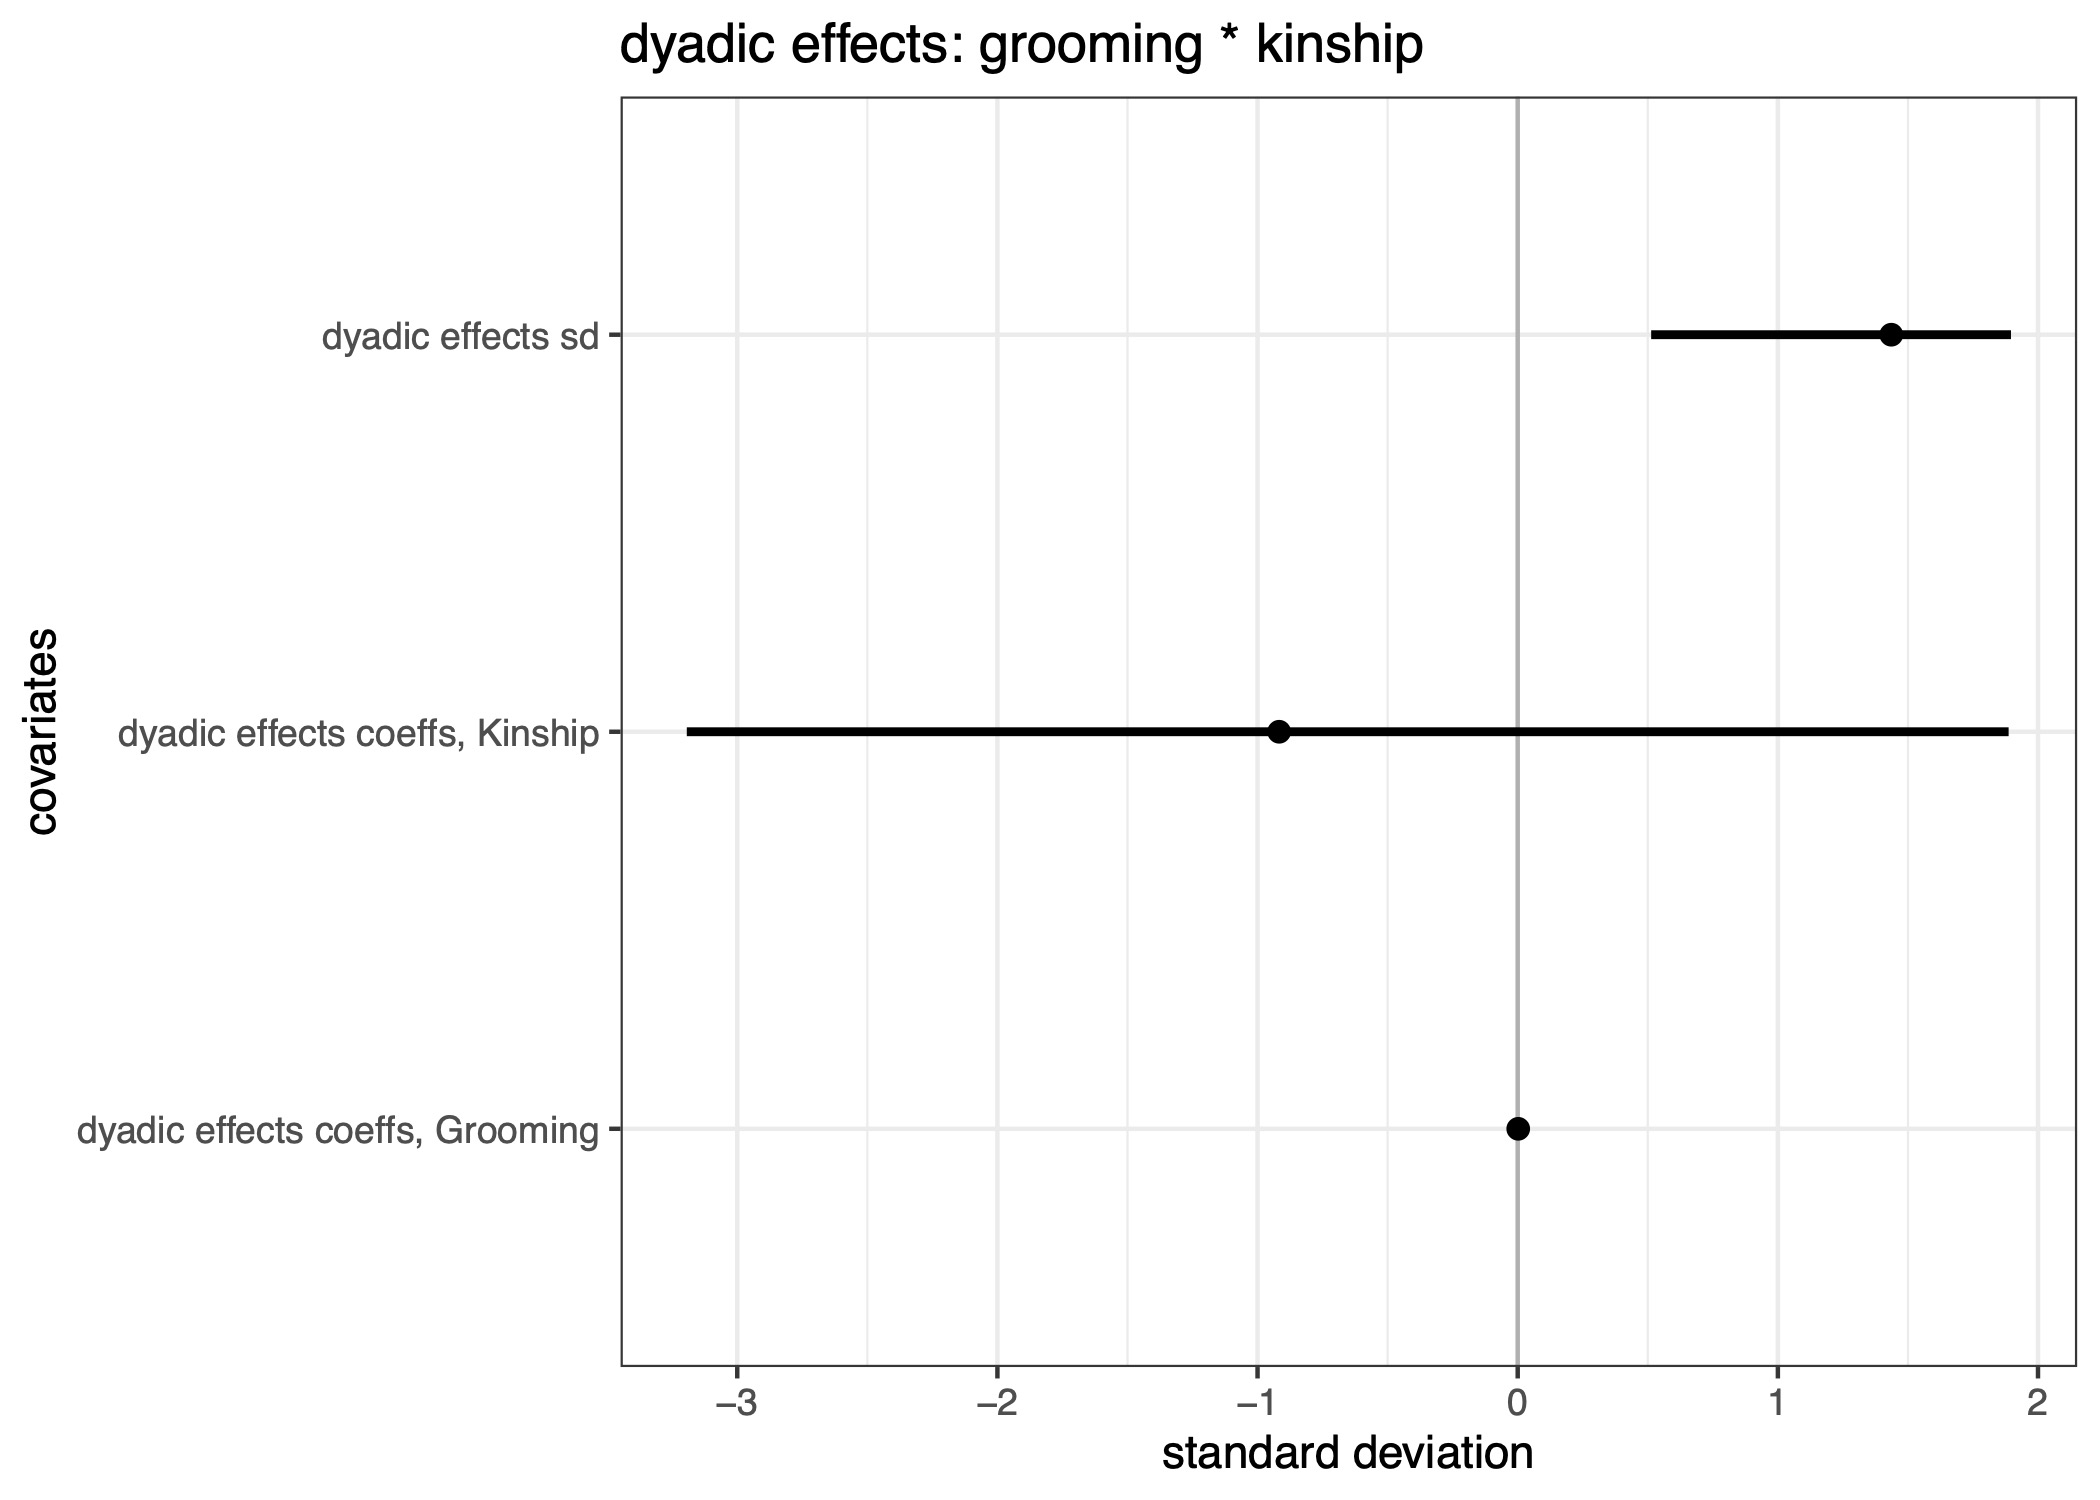 dyadic effects: grooming * kinship
dyadic effects sd
dyadic effects coeffs, Kinship
dyadic effects coeffs, Grooming
covariates
−3 −2 −1 0 1 2
standard deviation